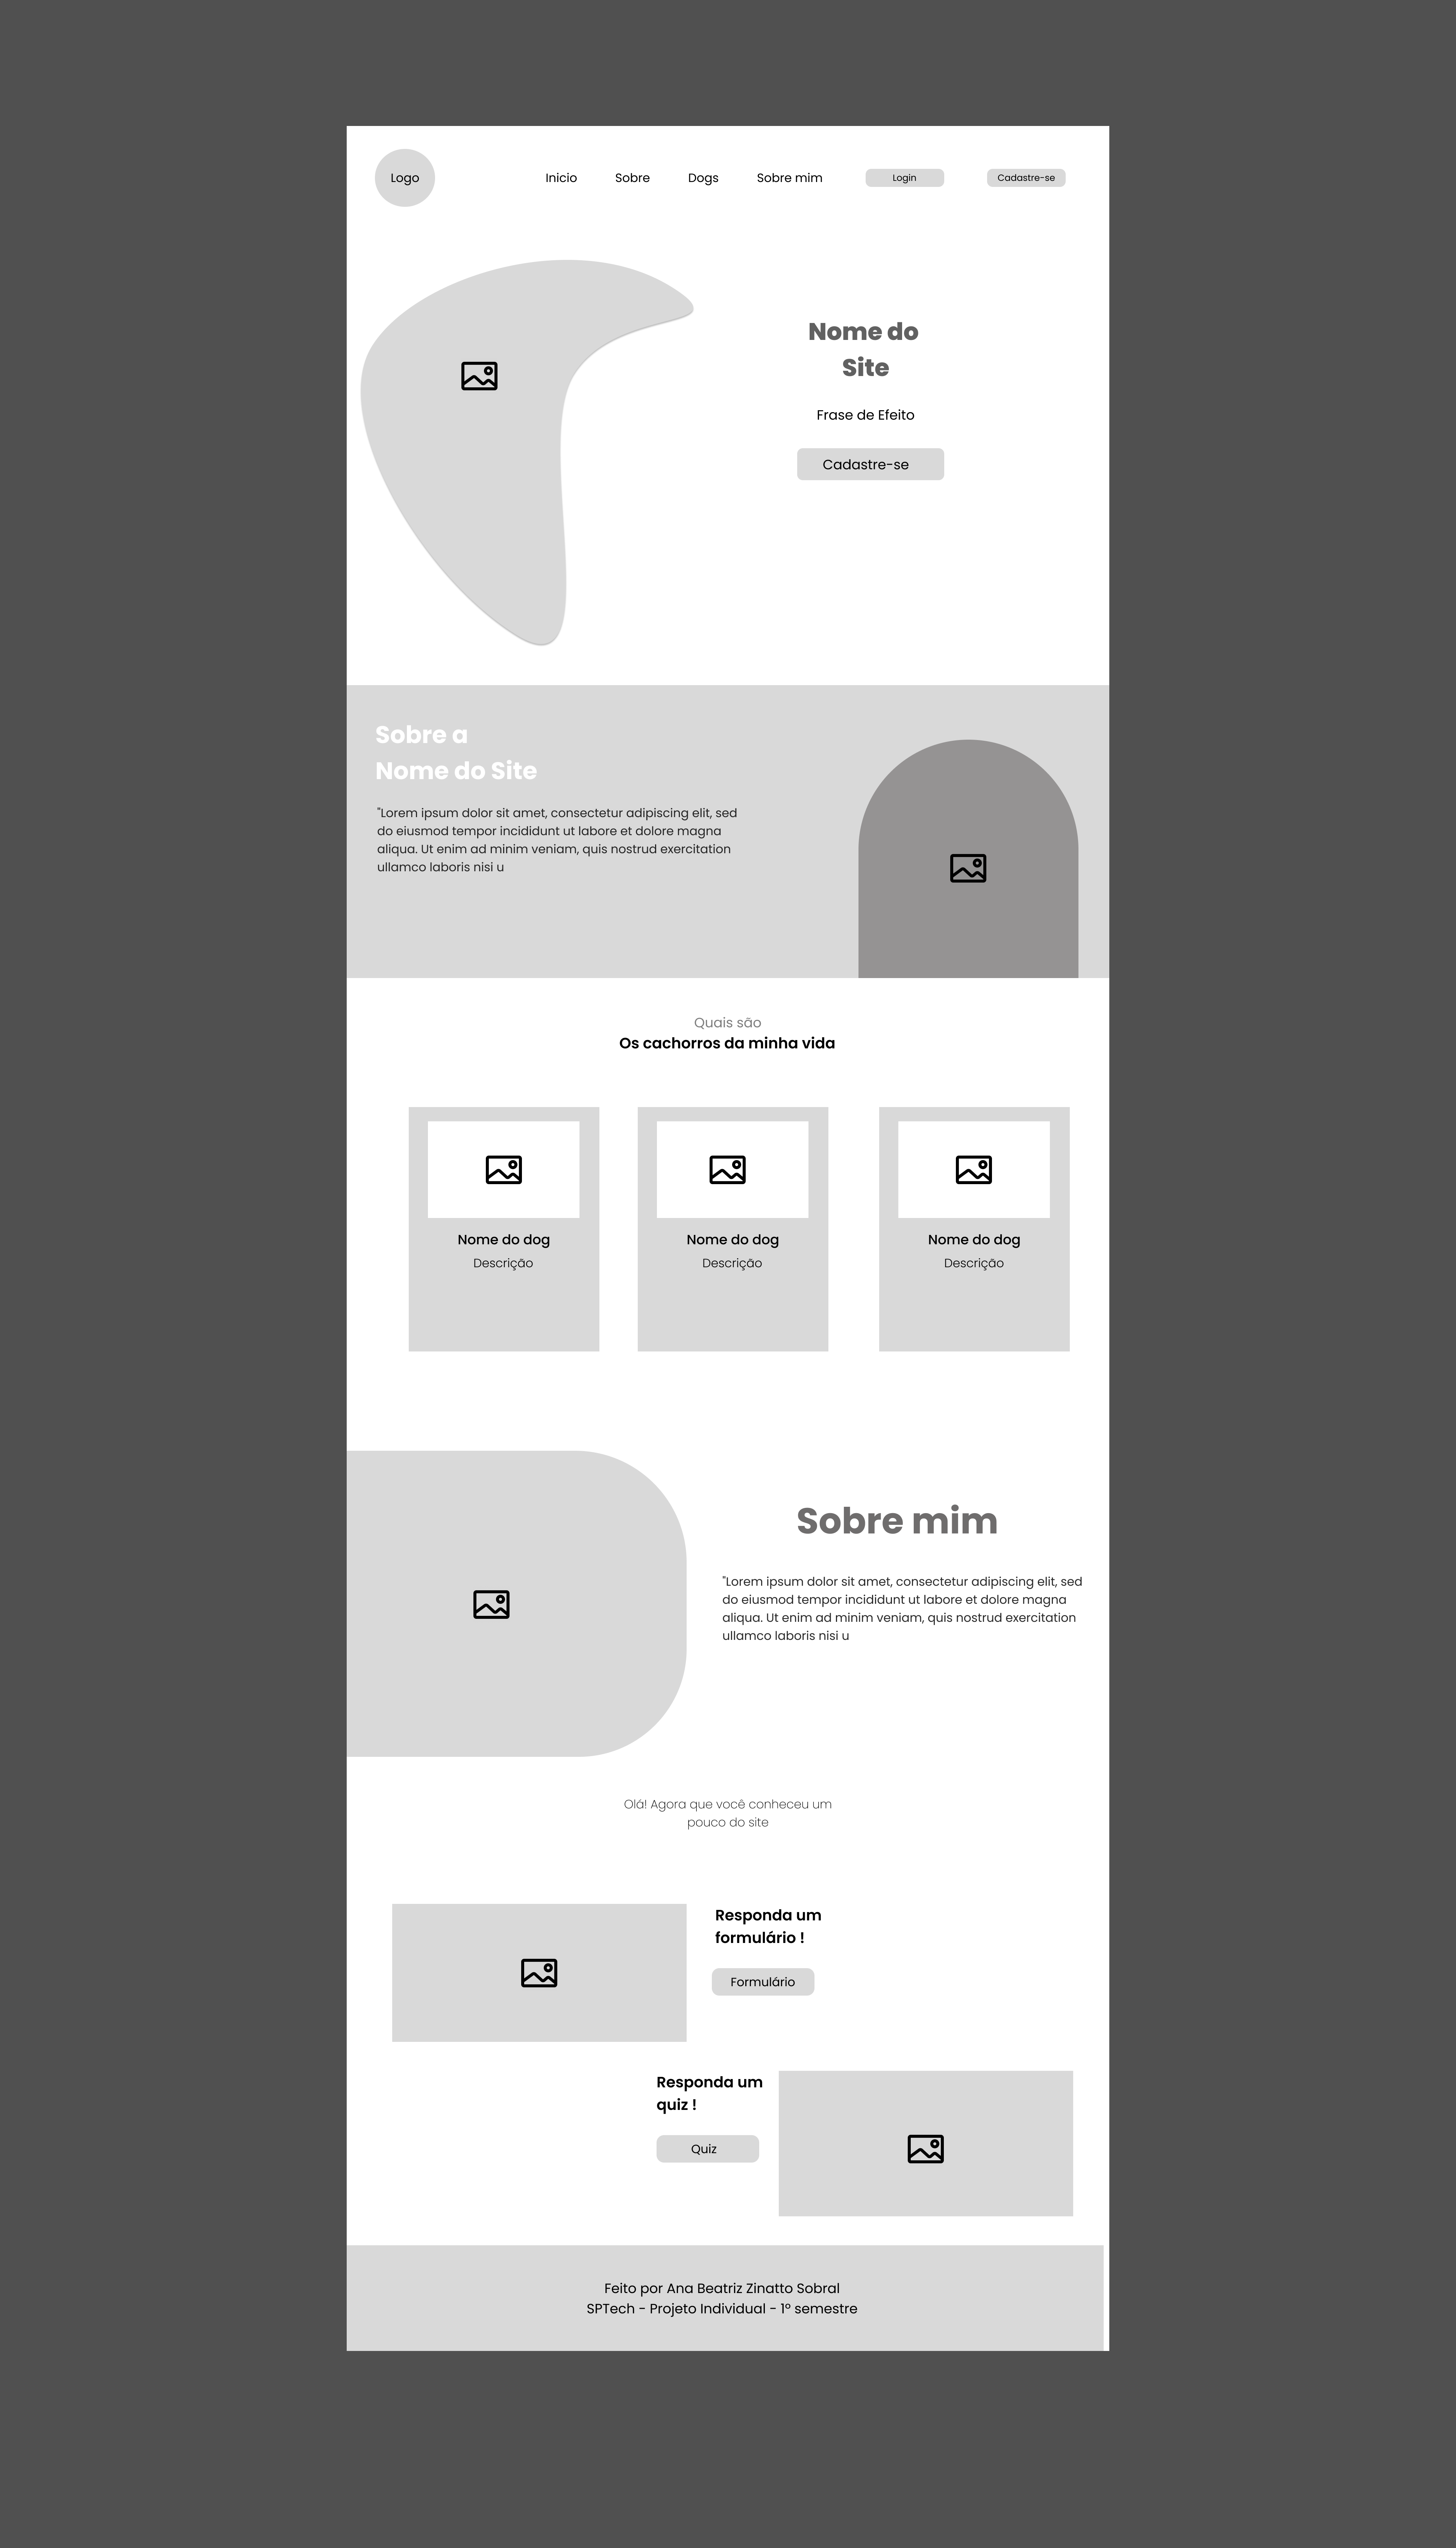 Logo
Inicio
Sobre
Dogs
Sobre mim
Login
Cadastre-se
Nome do
Site
Frase de Efeito
Cadastre-se
Sobre a
Nome do Site
"Lorem ipsum dolor sit amet, consectetur adipiscing elit, sed
do eiusmod tempor incididunt ut labore et dolore magna
aliqua. Ut enim ad minim veniam, quis nostrud exercitation
ullamco laboris nisi u
Quais são
Os cachorros da minha vida
Nome do dog
Descrição
Nome do dog
Descrição
Nome do dog
Descrição
Sobre mim
"Lorem ipsum dolor sit amet, consectetur adipiscing elit, sed
do eiusmod tempor incididunt ut labore et dolore magna
aliqua. Ut enim ad minim veniam, quis nostrud exercitation
ullamco laboris nisi u
Olá! Agora que você conheceu um
pouco do site
Responda um
formulário !
Formulário
Responda um
quiz !
Quiz
Feito por Ana Beatriz Zinatto Sobral
SPTech - Projeto Individual - 1º semestre